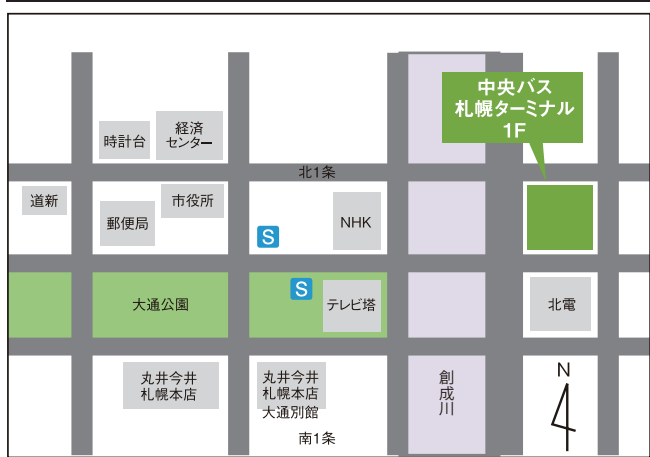 中央バス
札幌ターミナル
1F
時計台
経済
センター
北1条
道新
郵便局
市役所
S
NHK
大通公園
S
テレビ塔
北電
丸井今井
札幌本店
丸井今井
札幌本店
大通別館
南1条
創成川
N